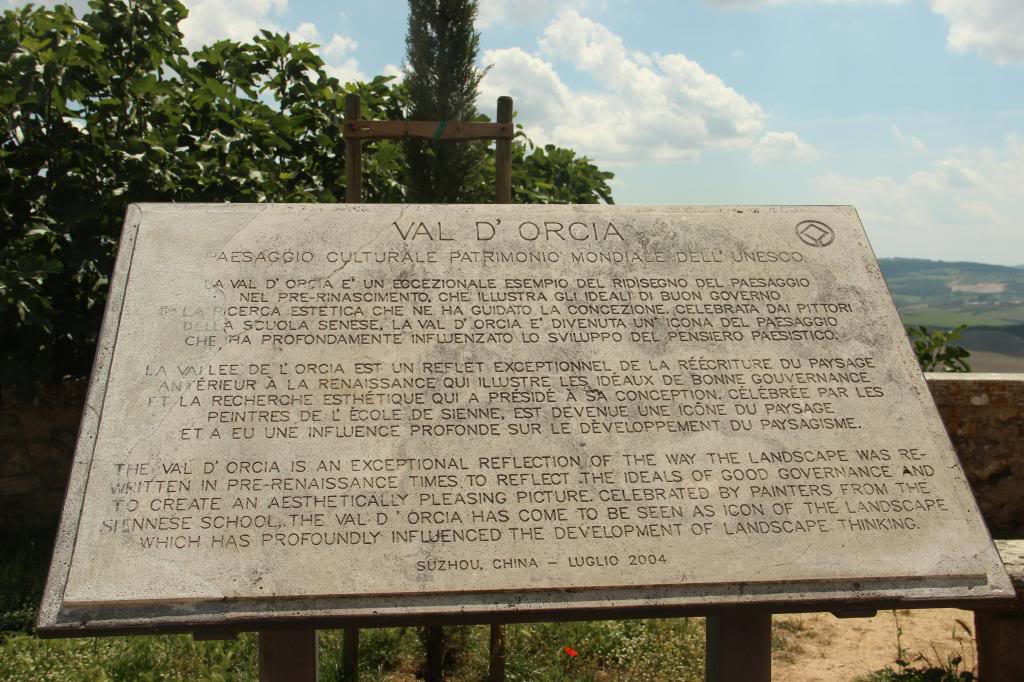 VAL D' ORCIA
PAESAGGIO CULTURALE PATRIMONIO MONDIALE DELL' UNESCO
LA VAL D' ORCIA E' UN ECCEZIONALE ESEMPIO DEL RIDISEGNO DEL PAESAGGIO
NEL PRE-RINASCIMENTO, CHE ILLUSTRA GLI IDEALI DI BUON GOVERNO
E LA RICERCA ESTETICA CHE NE HA GUIDATO LA CONCEZIONE. CELEBRATA DAI PITTORI
DELLA SCUOLA SENESE, LA VAL D' ORCIA E' DIVENUTA UN' ICONA DEL PAESAGGIO
CHE HA PROFONDAMENTE INFLUENZATO LO SVILUPPO DEL PENSIERO PAESISTICO.
LA VALLEE DE L' ORCIA EST UN REFLET EXCEPTIONNEL DE LA RÉÉCRITURE DU PAYSAGE
ANTÉRIEUR À LA RENAISSANCE QUI ILLUSTRE LES IDÉAUX DE BONNE GOUVERNANCE
ET LA RECHERCHE ESTHÉTIQUE QUI A PRÉSIDÉ À SA CONCEPTION. CÉLÉBRÉE PAR LES
PEINTRES DE L' ÉCOLE DE SIENNE, EST DEVENUE UNE ICÔNE DU PAYSAGE
ET A EU UNE INFLUENCE PROFONDE SUR LE DÉVELOPPEMENT DU PAYSAGISME.
THE VAL D' ORCIA IS AN EXCEPTIONAL REFLECTION OF THE WAY THE LANDSCAPE WAS RE-
WRITTEN IN PRE-RENAISSANCE TIMES TO REFLECT THE IDEALS OF GOOD GOVERNANCE AND
TO CREATE AN AESTHETICALLY PLEASING PICTURE. CELEBRATED BY PAINTERS FROM THE
SIENNESE SCHOOL, THE VAL D' ORCIA HAS COME TO BE SEEN AS ICON OF THE LANDSCAPE
WHICH HAS PROFOUNDLY INFLUENCED THE DEVELOPMENT OF LANDSCAPE THINKING.
SUZHOU, CHINA – LUGLIO 2004